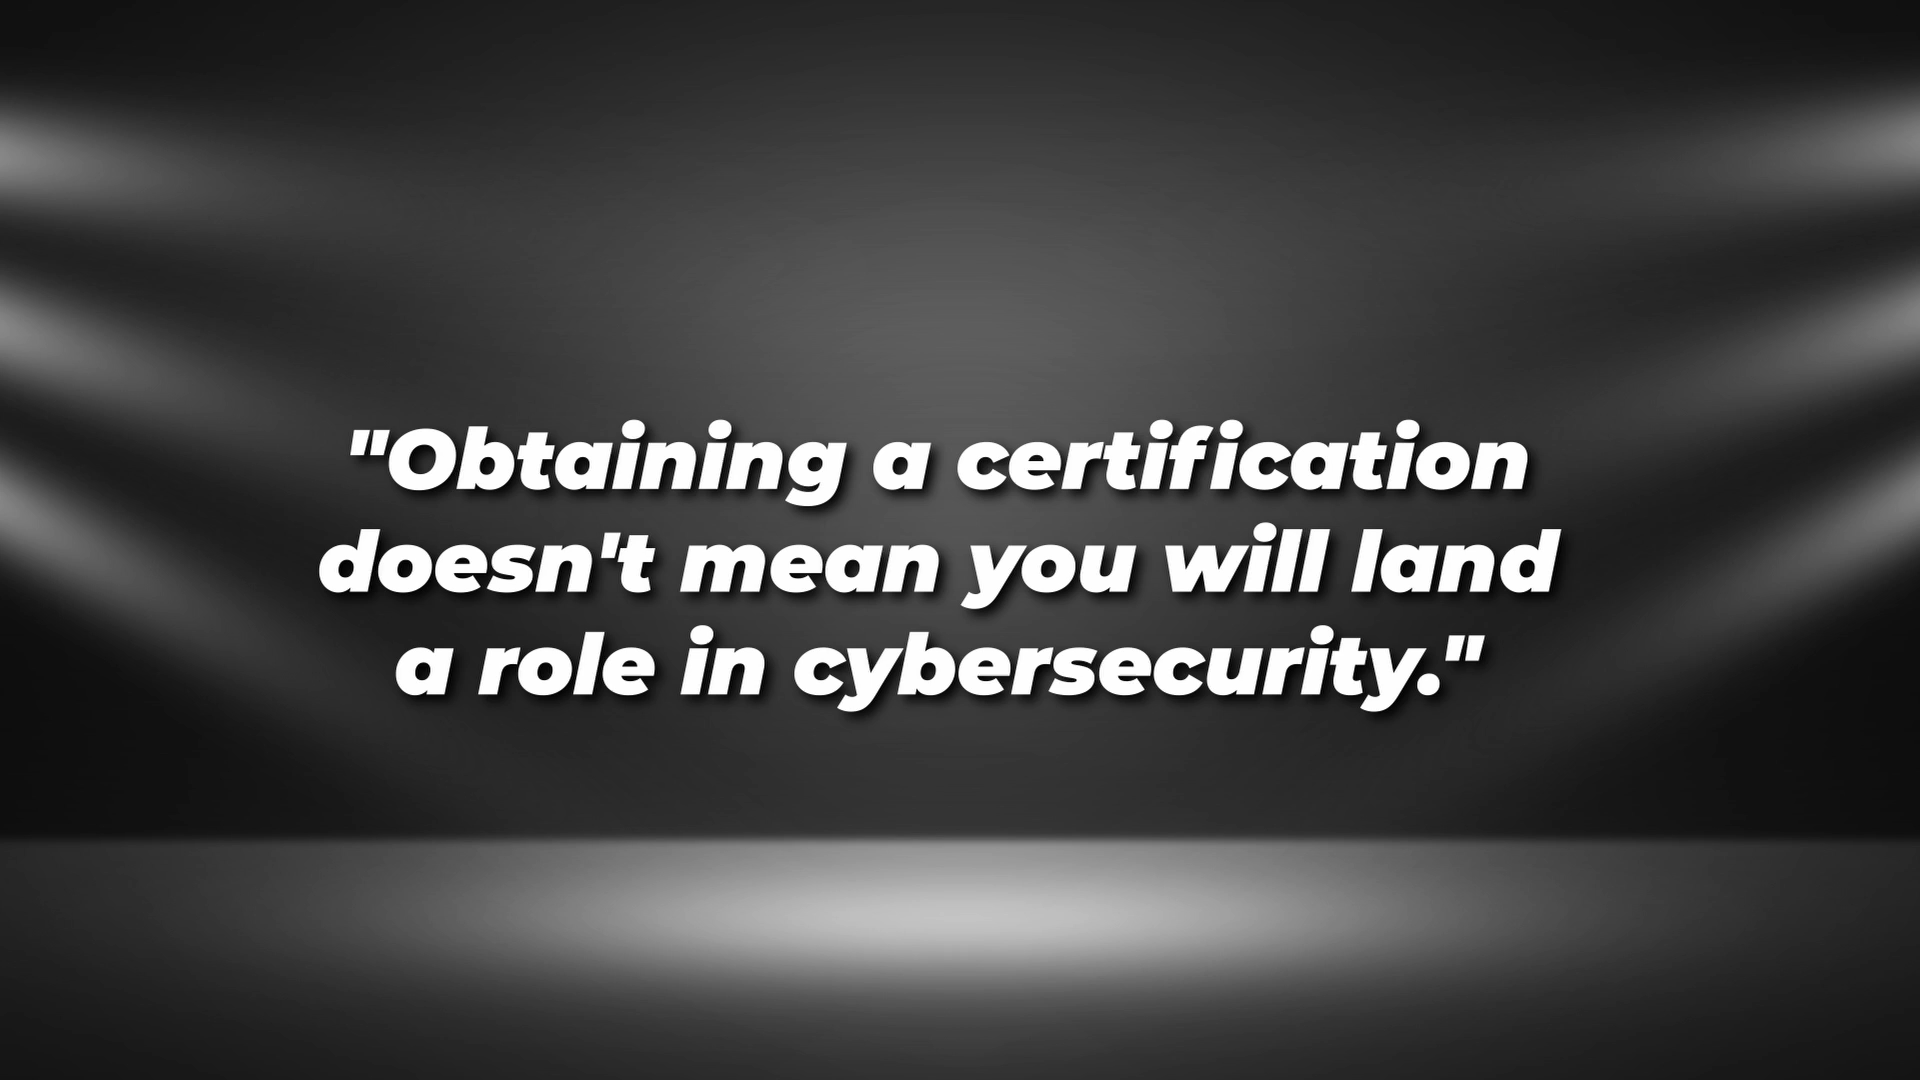 "Obtaining a certification
doesn't mean you will land
a role in cybersecurity."